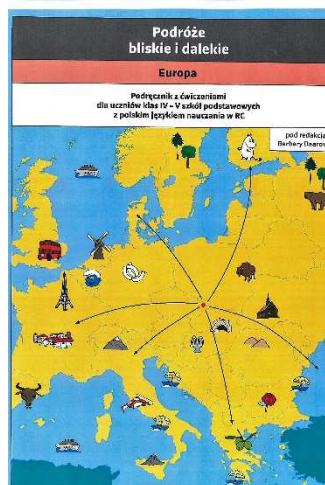 Podróże
bliskie i dalekie
Europa
Podręcznik z ćwiczeniami
dla uczniów klas IV – V szkół podstawowych
z polskim językiem nauczania w RC
pod redakcją
Barbary